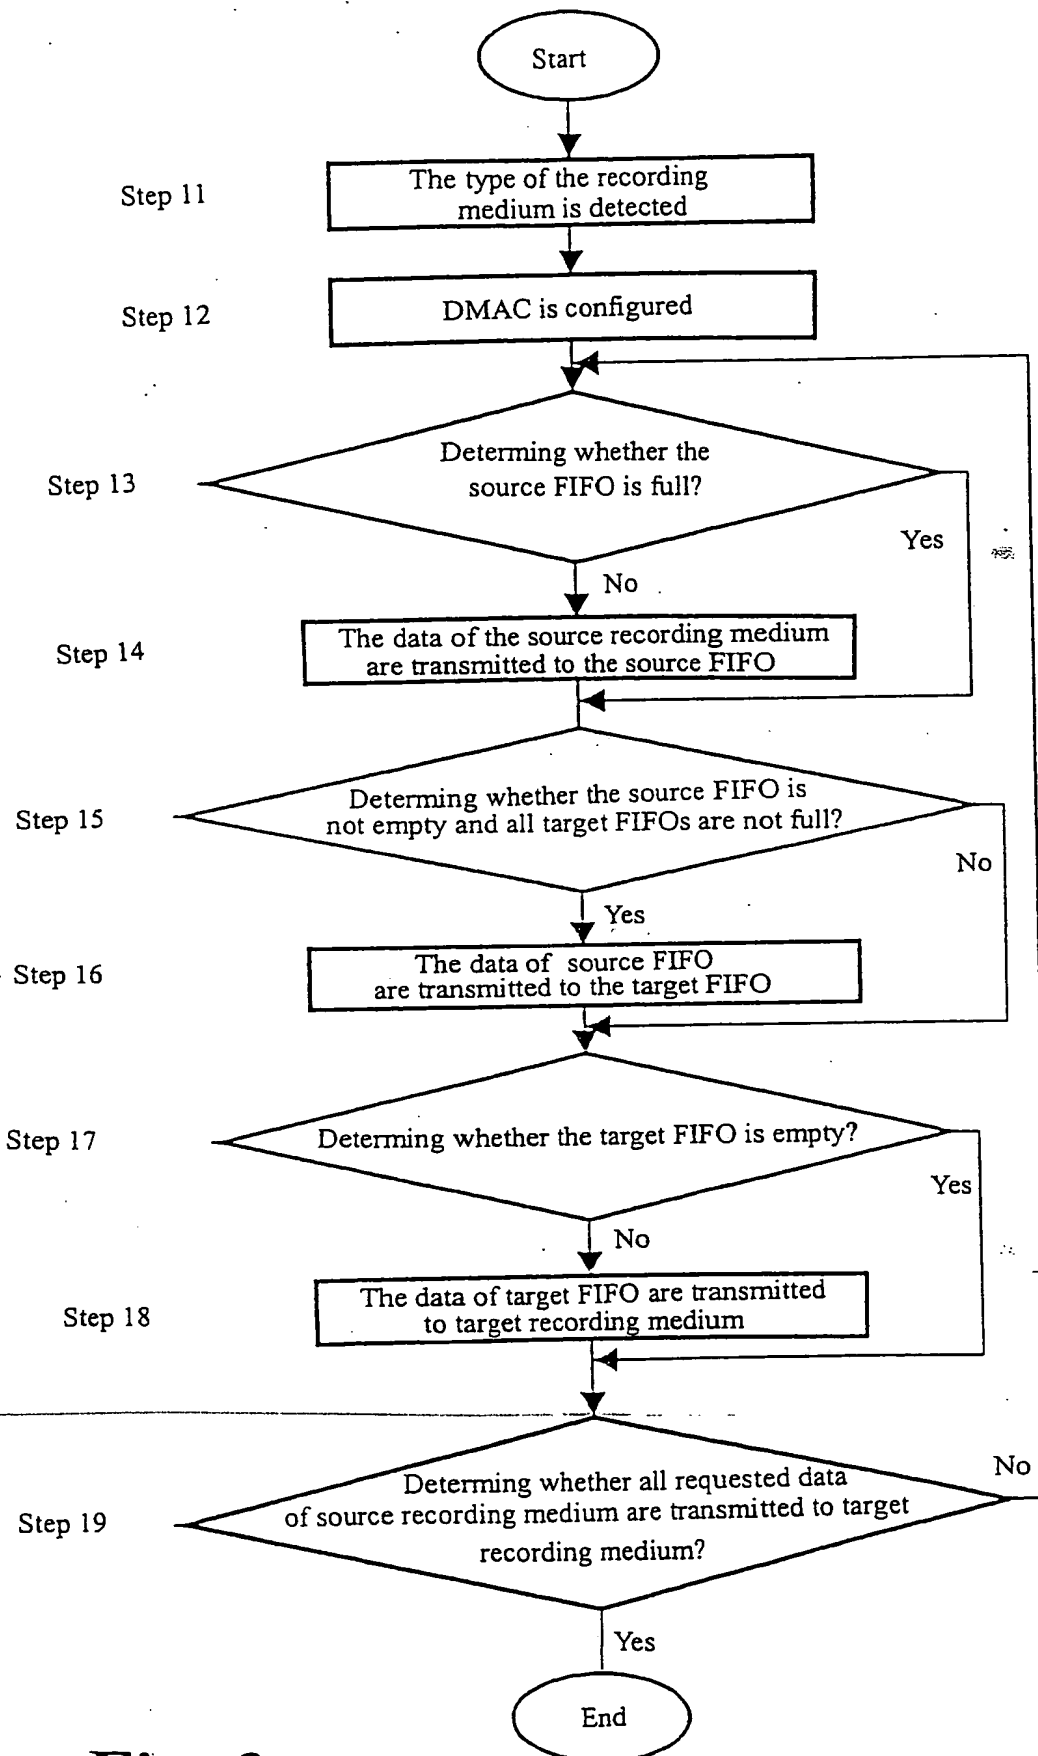 Start
Step 11
The type of the recording
medium is detected
Step 12
DMAC is configured
Step 13
Determing whether the
source FIFO is full?
Yes
No
Step 14
The data of the source recording medium
are transmitted to the source FIFO
Step 15
Determing whether the source FIFO is
not empty and all target FIFOs are not full?
No
Yes
Step 16
The data of source FIFO
are transmitted to the target FIFO
Step 17
Determing whether the target FIFO is empty?
Yes
No
Step 18
The data of target FIFO are transmitted
to target recording medium
Step 19
Determing whether all requested data
of source recording medium are transmitted to target
recording medium?
No
Yes
End